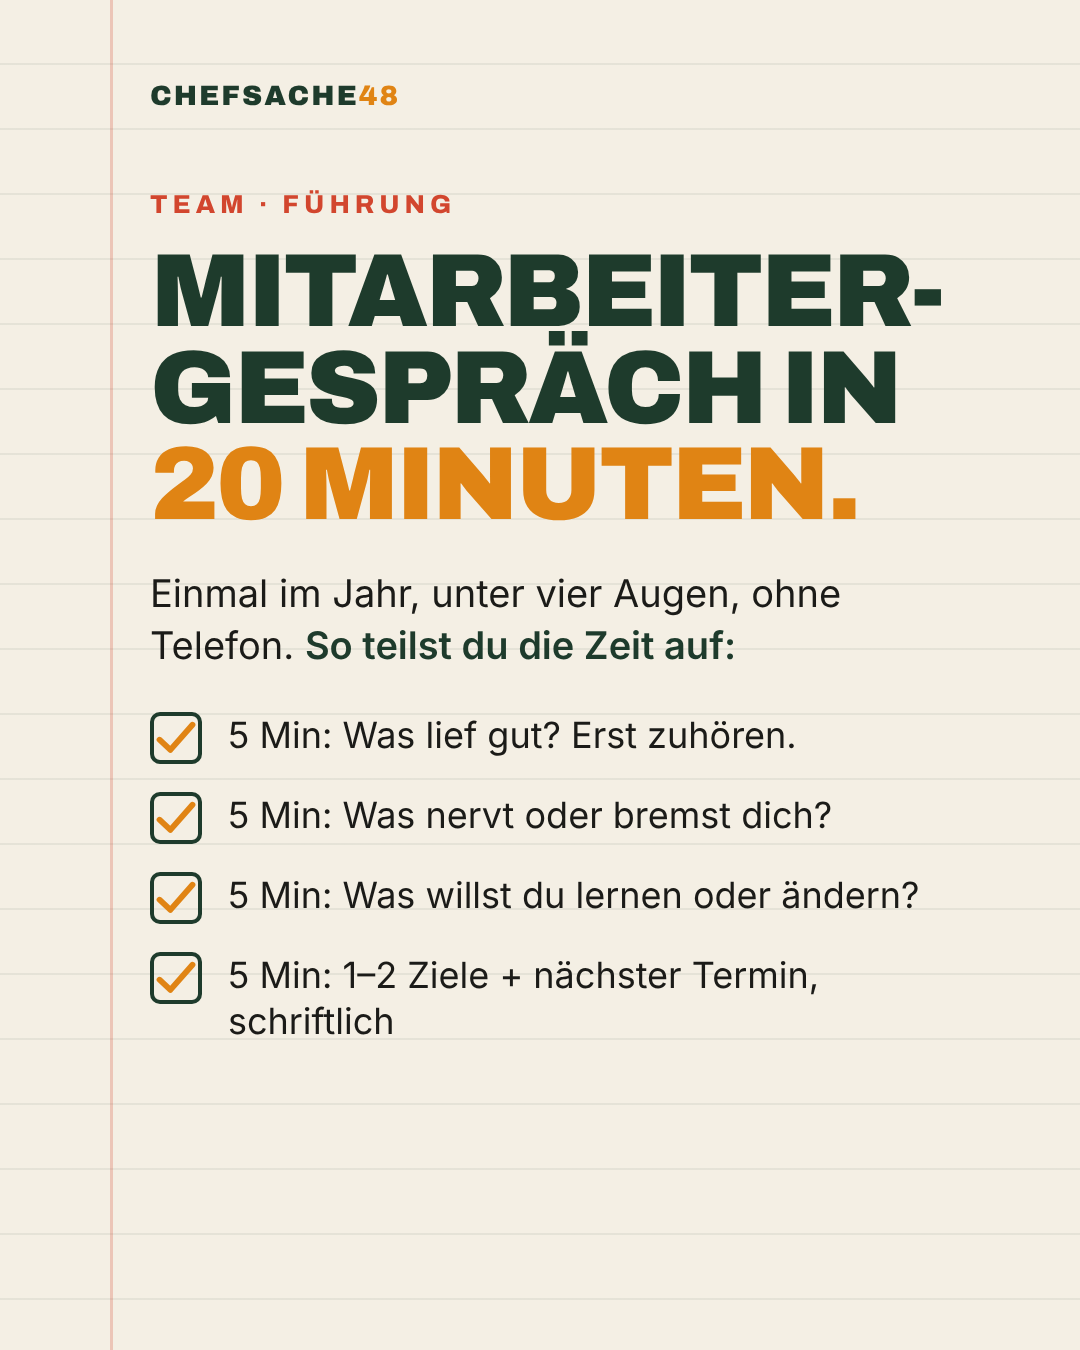 CHEFSACHE48
TEAM · FÜHRUNG
MITARBEITER-
GESPRÄCH IN
20 MINUTEN.
Einmal im Jahr, unter vier Augen, ohne
Telefon. So teilst du die Zeit auf:
5 Min: Was lief gut? Erst zuhören.
5 Min: Was nervt oder bremst dich?
5 Min: Was willst du lernen oder ändern?
5 Min: 1–2 Ziele + nächster Termin,
schriftlich